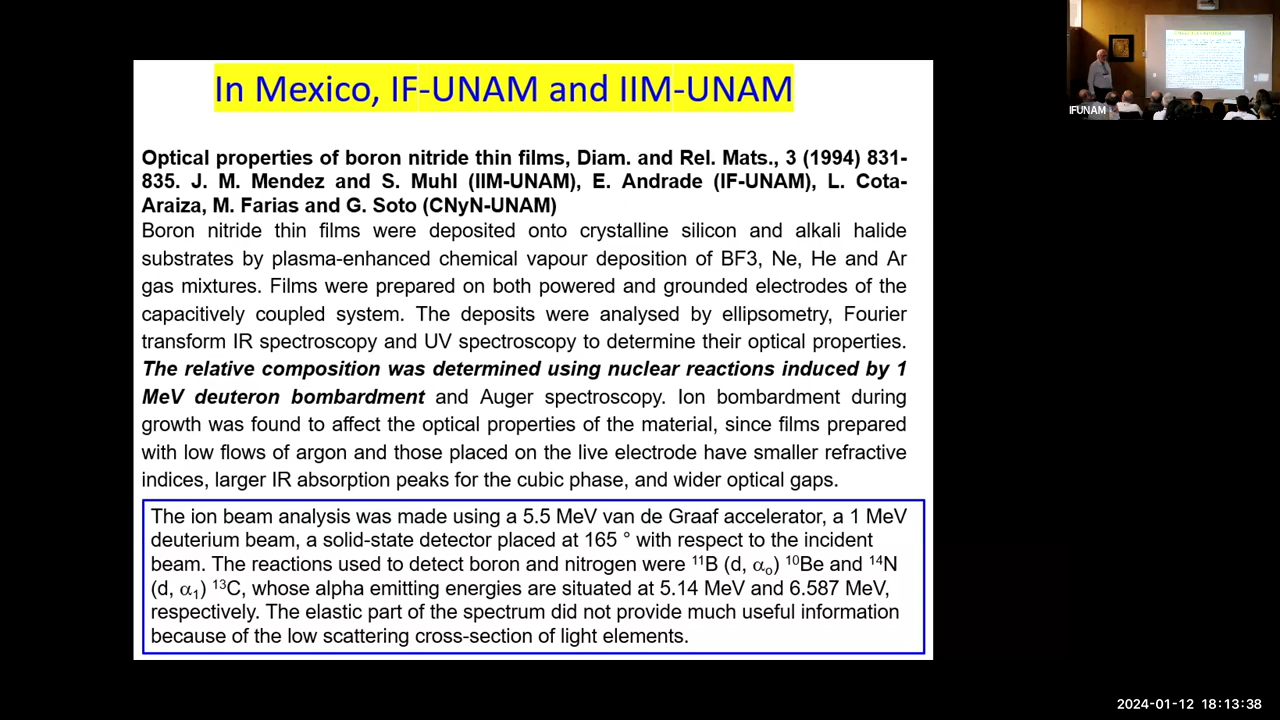 In Mexico, IF-UNAM and IIM-UNAM
Optical properties of boron nitride thin films, Diam. and Rel. Mats., 3 (1994) 831-
835. J. M. Mendez and S. Muhl (IIM-UNAM), E. Andrade (IF-UNAM), L. Cota-
Araiza, M. Farias and G. Soto (CNyN-UNAM)
Boron nitride thin films were deposited onto crystalline silicon and alkali halide
substrates by plasma-enhanced chemical vapour deposition of BF3, Ne, He and Ar
gas mixtures. Films were prepared on both powered and grounded electrodes of the
capacitively coupled system. The deposits were analysed by ellipsometry, Fourier
transform IR spectroscopy and UV spectroscopy to determine their optical properties.
The relative composition was determined using nuclear reactions induced by 1
MeV deuteron bombardment and Auger spectroscopy. Ion bombardment during
growth was found to affect the optical properties of the material, since films prepared
with low flows of argon and those placed on the live electrode have smaller refractive
indices, larger IR absorption peaks for the cubic phase, and wider optical gaps.
The ion beam analysis was made using a 5.5 MeV van de Graaf accelerator, a 1 MeV
deuterium beam, a solid-state detector placed at 165 ° with respect to the incident
beam. The reactions used to detect boron and nitrogen were ¹¹B (d, α₀) ¹⁰Be and ¹⁴N
(d, α₁) ¹³C, whose alpha emitting energies are situated at 5.14 MeV and 6.587 MeV,
respectively. The elastic part of the spectrum did not provide much useful information
because of the low scattering cross-section of light elements.
IFUNAM
2024-01-12 18:13:38